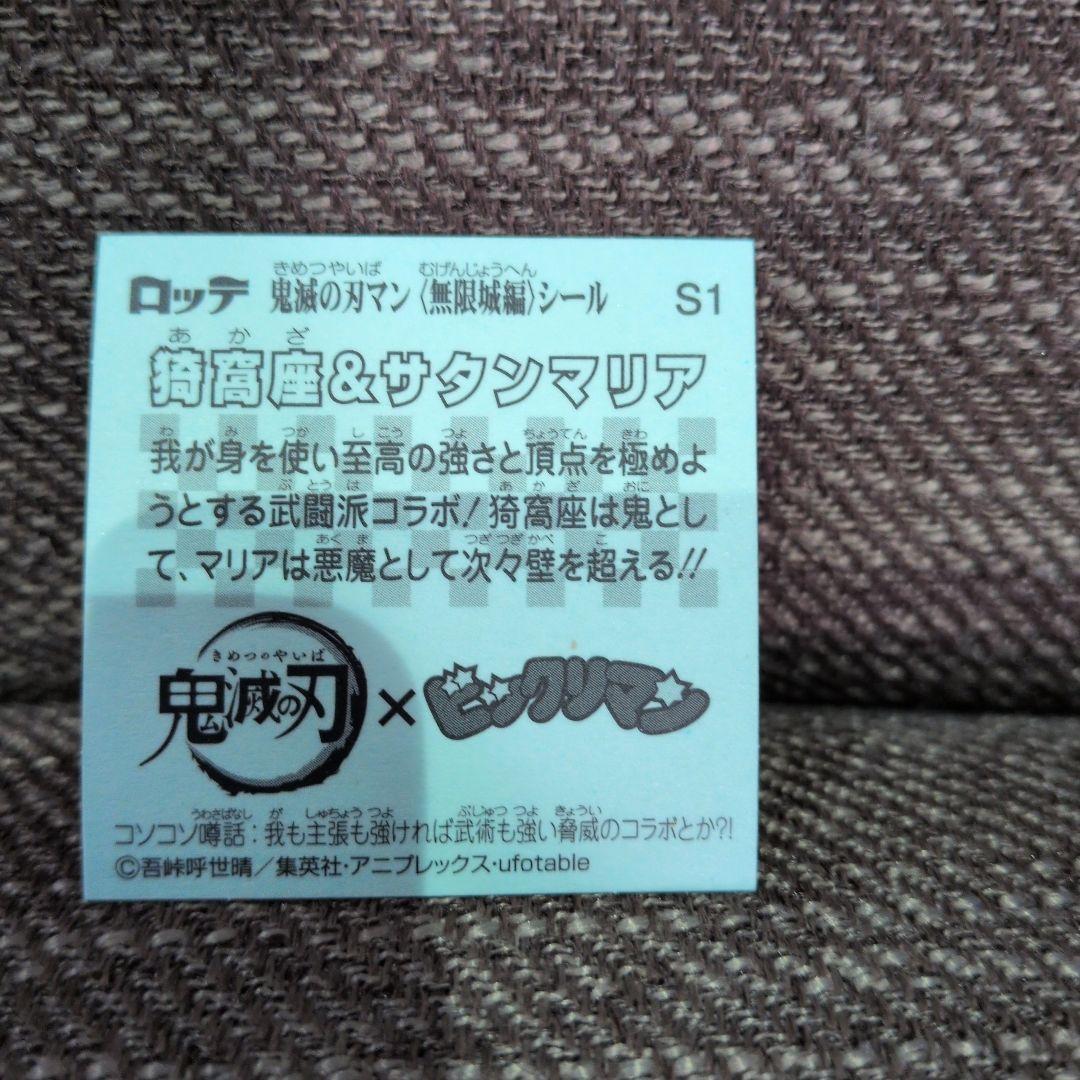 ロッテ 鬼滅の刃マン〈無限城編〉シール S1
きめつやいば むげんじょうへん
あかざ
猗窩座&サタンマリア
わ み つか しこう つよ ちょうてん きわ
我が身を使い至高の強さと頂点を極めよ
ぶとうは あかざ おに
うとする武闘派コラボ!猗窩座は鬼とし
あくま つぎつぎかべ こ
て、マリアは悪魔として次々壁を超える!!
きめつのやいば
鬼滅の刃×ビックリマン
うわさばなし が しゅちょうつよ ぶじゅつつよ きょうい
コソコソ噂話:我も主張も強ければ武術も強い脅威のコラボとか?!
©吾峠呼世晴/集英社・アニプレックス・ufotable